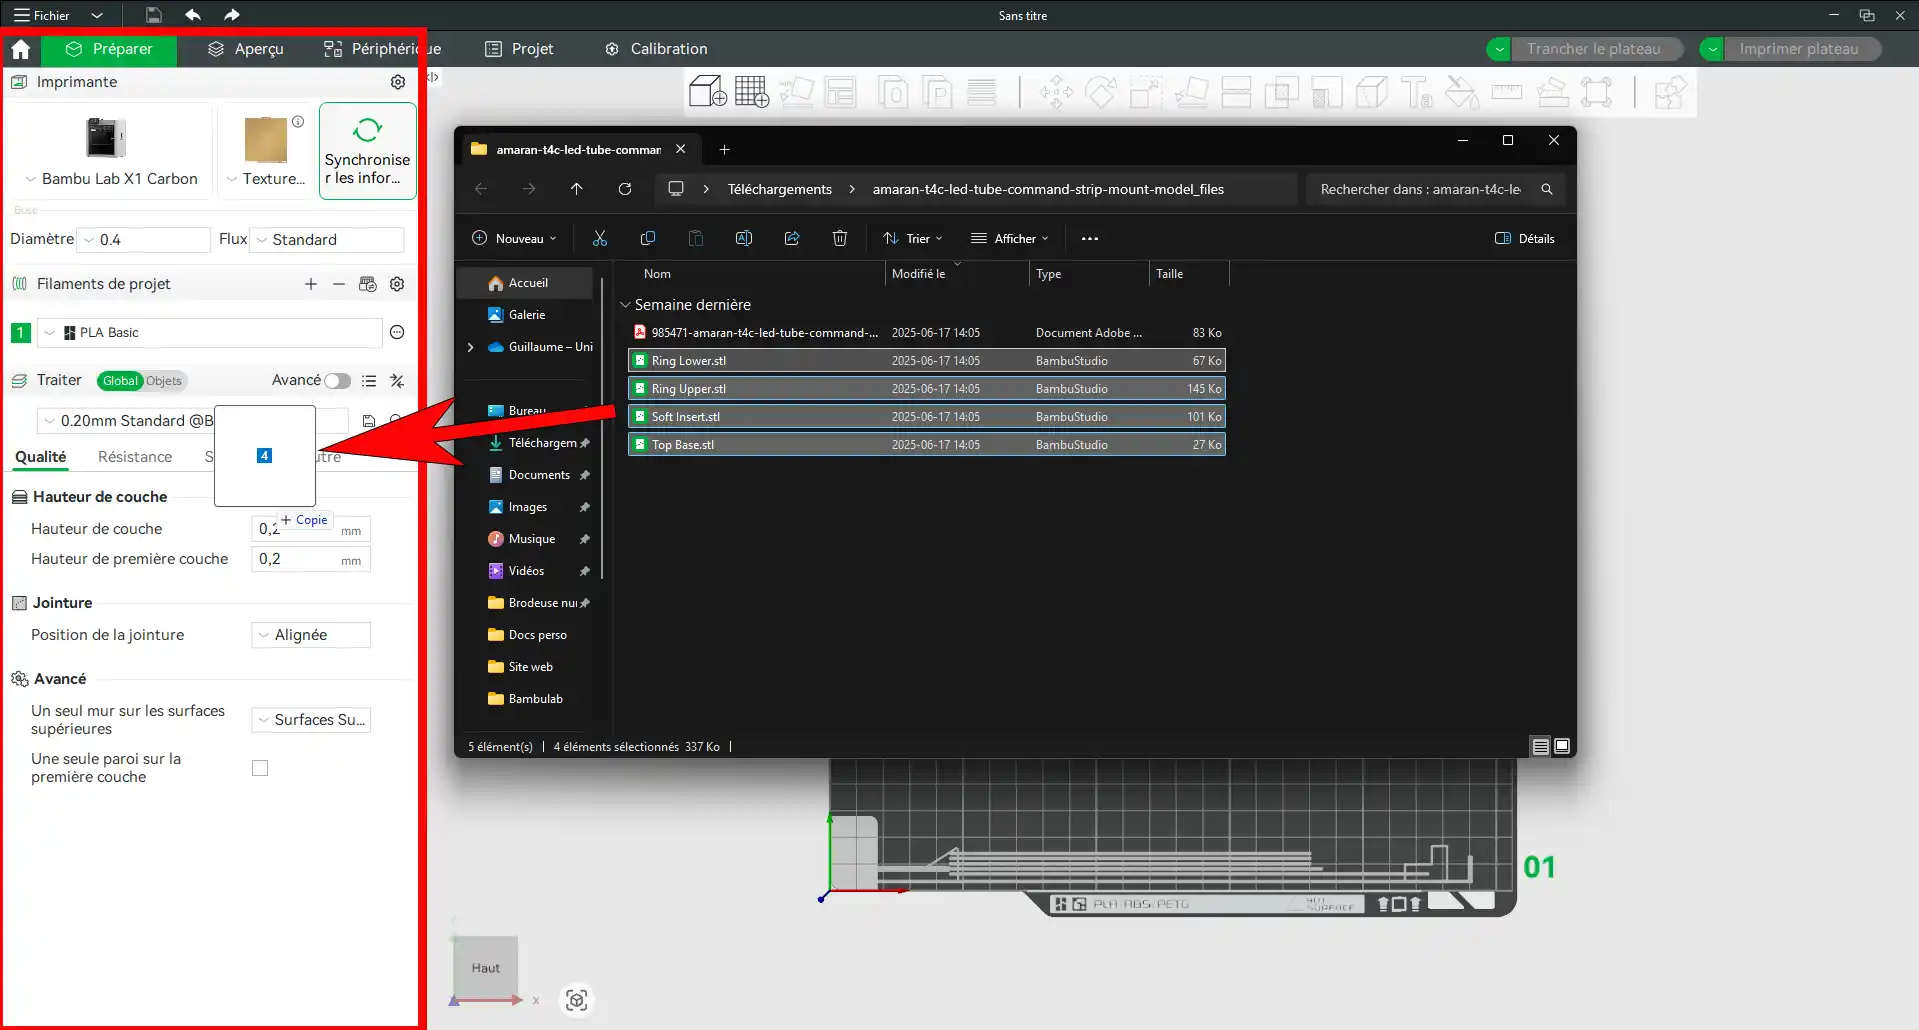 Fichier
Sans titre
Préparer
Aperçu
Périphérique
Projet
Calibration
Trancher le plateau
Imprimer plateau
Imprimante
Bambu Lab X1 Carbon
Texture...
Synchronise
r les infor...
Buse
Diamètre
0.4
Flux
Standard
Filaments de projet
1
PLA Basic
Traiter
Global
Objets
Avancé
0.20mm Standard @B
Qualité
Résistance
S
utre
4
Copie
Hauteur de couche
Hauteur de couche
0,2
mm
Hauteur de première couche
0,2
mm
Jointure
Position de la jointure
Alignée
Avancé
Un seul mur sur les surfaces
supérieures
Surfaces Su...
Une seule paroi sur la
première couche
amaran-t4c-led-tube-comman
Téléchargements
amaran-t4c-led-tube-command-strip-mount-model_files
Rechercher dans : amaran-t4c-le
Nouveau
Trier
Afficher
Détails
Accueil
Galerie
Guillaume – Uni
Bureau
Téléchargem
Documents
Images
Musique
Vidéos
Brodeuse nu
Docs perso
Site web
Bambulab
Nom
Modifié le
Type
Taille
Semaine dernière
985471-amaran-t4c-led-tube-command-... 2025-06-17 14:05 Document Adobe ... 83 Ko
Ring Lower.stl 2025-06-17 14:05 BambuStudio 67 Ko
Ring Upper.stl 2025-06-17 14:05 BambuStudio 145 Ko
Soft Insert.stl 2025-06-17 14:05 BambuStudio 101 Ko
Top Base.stl 2025-06-17 14:05 BambuStudio 27 Ko
5 élément(s)
4 éléments sélectionnés 337 Ko
01
PLA/ABS/PETG
HOT
SURFACE
Haut
x